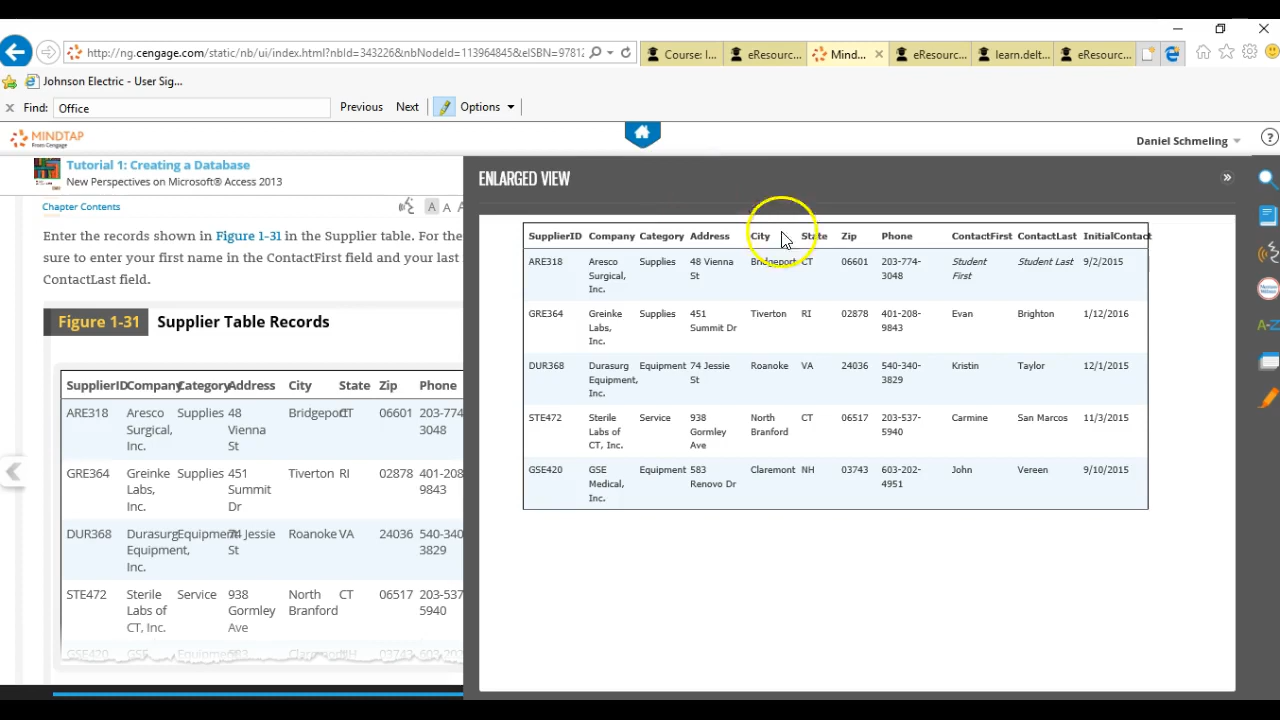 http://ng.cengage.com/static/nb/ui/index.html?nbId=343226&nbNodeId=113964845&eISBN=9781
Course: I...
eResourc...
Mind...
eResourc...
learn.delt...
eResourc...
Johnson Electric - User Sig...
Find: Office Previous Next Options
MINDTAP
From Cengage
Daniel Schmeling
Tutorial 1: Creating a Database
New Perspectives on Microsoft® Access 2013
Chapter Contents
A A
Enter the records shown in Figure 1-31 in the Supplier table. For the
sure to enter your first name in the ContactFirst field and your last
ContactLast field.
Figure 1-31 Supplier Table Records
SupplierID Company Category Address City State Zip Phone
ARE318 Aresco Supplies 48 Bridgeport CT 06601 203-774
Surgical, Vienna 3048
Inc. St
GRE364 Greinke Supplies 451 Tiverton RI 02878 401-208
Labs, Summit 9843
Inc. Dr
DUR368 Durasurg Equipment 74 Jessie Roanoke VA 24036 540-340
Equipment, St 3829
Inc.
STE472 Sterile Service 938 North CT 06517 203-537
Labs of Gormley Branford 5940
CT, Inc. Ave
GSE420 GSE Equipment 583 Claremont NH 03743 603-202
ENLARGED VIEW
SupplierID Company Category Address City State Zip Phone ContactFirst ContactLast InitialContact
ARE318 Aresco Supplies 48 Vienna Bridgeport CT 06601 203-774- Student Student Last 9/2/2015
Surgical, St 3048 First
Inc.
GRE364 Greinke Supplies 451 Tiverton RI 02878 401-208- Evan Brighton 1/12/2016
Labs, Summit Dr 9843
Inc.
DUR368 Durasurg Equipment 74 Jessie Roanoke VA 24036 540-340- Kristin Taylor 12/1/2015
Equipment, St 3829
Inc.
STE472 Sterile Service 938 North CT 06517 203-537- Carmine San Marcos 11/3/2015
Labs of Gormley Branford 5940
CT, Inc. Ave
GSE420 GSE Equipment 583 Claremont NH 03743 603-202- John Vereen 9/10/2015
Medical, Renovo Dr 4951
Inc.
A-Z